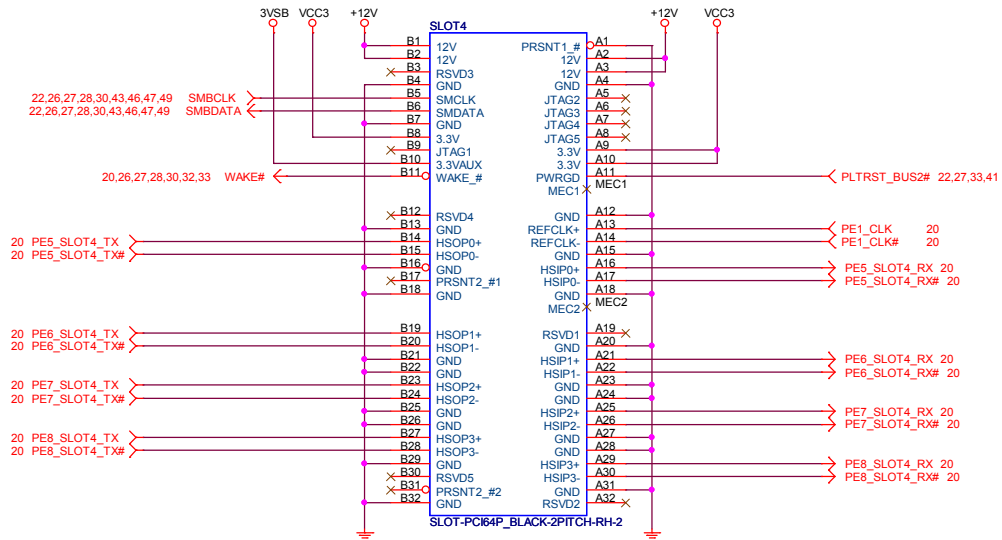 3VSB VCC3 +12V +12V VCC3
SLOT4
B1 12V PRSNT1_# A1
B2 12V 12V A2
B3 RSVD3 12V A3
B4 GND GND A4
22,26,27,28,30,43,46,47,49 SMBCLK B5 SMCLK JTAG2 A5
22,26,27,28,30,43,46,47,49 SMBDATA B6 SMDATA JTAG3 A6
B7 GND JTAG4 A7
B8 3.3V JTAG5 A8
B9 JTAG1 3.3V A9
B10 3.3VAUX 3.3V A10
20,26,27,28,30,32,33 WAKE# B11 WAKE_# PWRGD A11 PLTRST_BUS2# 22,27,33,41
MEC1 MEC1
B12 RSVD4 GND A12
B13 GND REFCLK+ A13 PE1_CLK 20
20 PE5_SLOT4_TX B14 HSOP0+ REFCLK- A14 PE1_CLK# 20
20 PE5_SLOT4_TX# B15 HSOP0- GND A15
B16 GND HSIP0+ A16 PE5_SLOT4_RX 20
B17 PRSNT2_#1 HSIP0- A17 PE5_SLOT4_RX# 20
B18 GND GND A18
MEC2 MEC2
20 PE6_SLOT4_TX B19 HSOP1+ RSVD1 A19
20 PE6_SLOT4_TX# B20 HSOP1- GND A20
B21 GND HSIP1+ A21 PE6_SLOT4_RX 20
B22 GND HSIP1- A22 PE6_SLOT4_RX# 20
20 PE7_SLOT4_TX B23 HSOP2+ GND A23
20 PE7_SLOT4_TX# B24 HSOP2- GND A24
B25 GND HSIP2+ A25 PE7_SLOT4_RX 20
B26 GND HSIP2- A26 PE7_SLOT4_RX# 20
20 PE8_SLOT4_TX B27 HSOP3+ GND A27
20 PE8_SLOT4_TX# B28 HSOP3- GND A28
B29 GND HSIP3+ A29 PE8_SLOT4_RX 20
B30 RSVD5 HSIP3- A30 PE8_SLOT4_RX# 20
B31 PRSNT2_#2 GND A31
B32 GND RSVD2 A32
SLOT-PCI64P_BLACK-2PITCH-RH-2